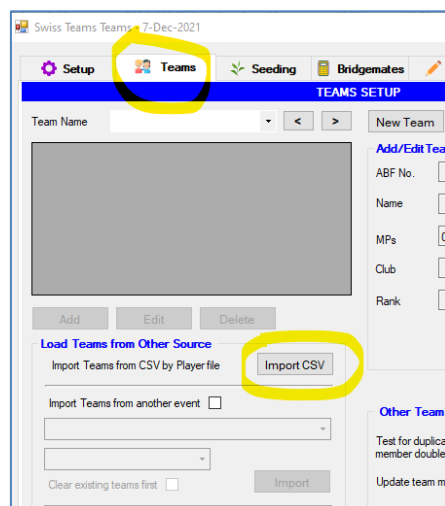 Swiss Teams Teams - 7-Dec-2021
Setup Teams Seeding Bridgemates
TEAMS SETUP
Team Name < > New Team
Add/Edit Tea
ABF No.
Name
MPs
Club
Rank
Add Edit Delete
Load Teams from Other Source
Import Teams from CSV by Player file Import CSV
Import Teams from another event
Clear existing teams first Import
Other Team
Test for duplica
member double
Update team m